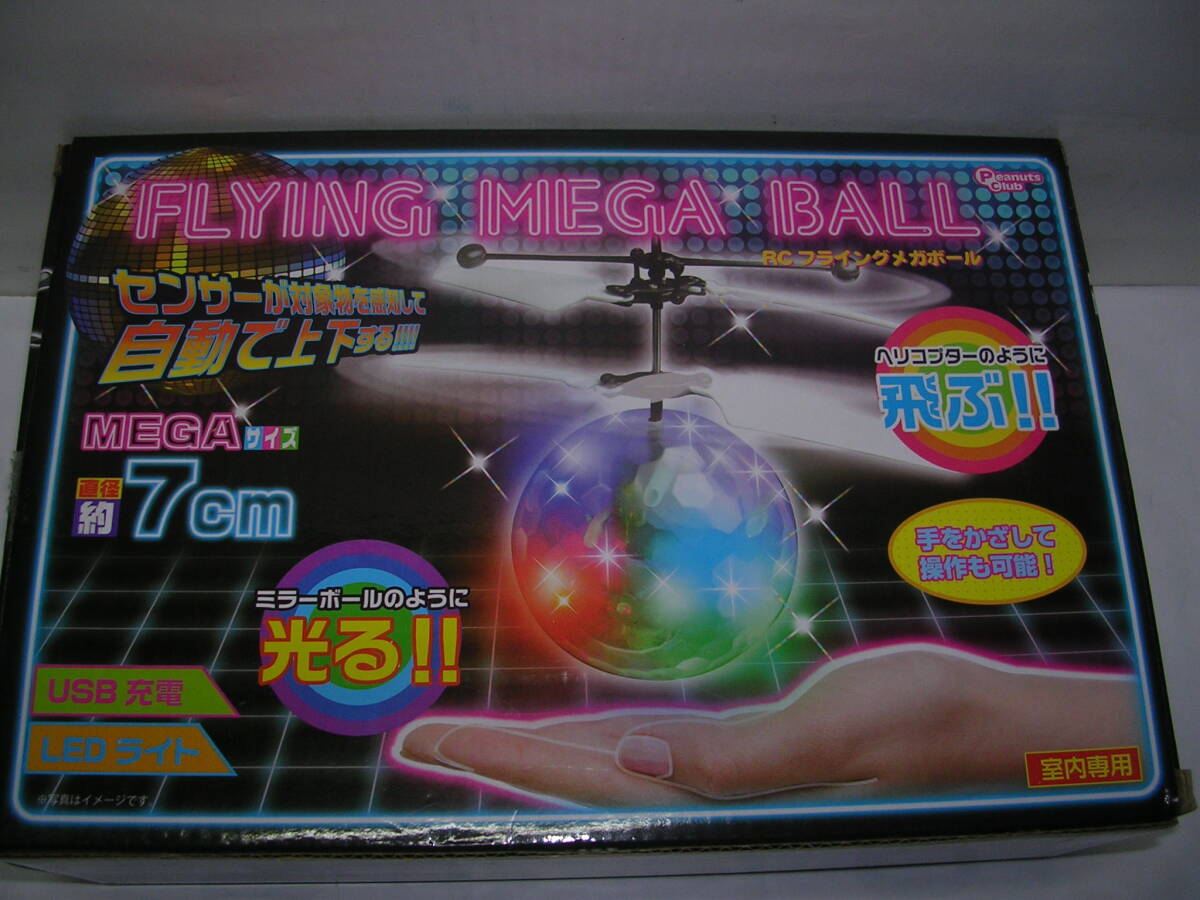 FLYING MEGA BALL
Peanuts
Club
RC フライングメガボール
センサーが対象物を感知して
自動で上下する!!!!
ヘリコプターのように
飛ぶ!!
MEGAサイズ
直径
約7cm
手をかざして
操作も可能！
ミラーボールのように
光る!!
USB 充電
LED ライト
室内専用
※写真はイメージです。